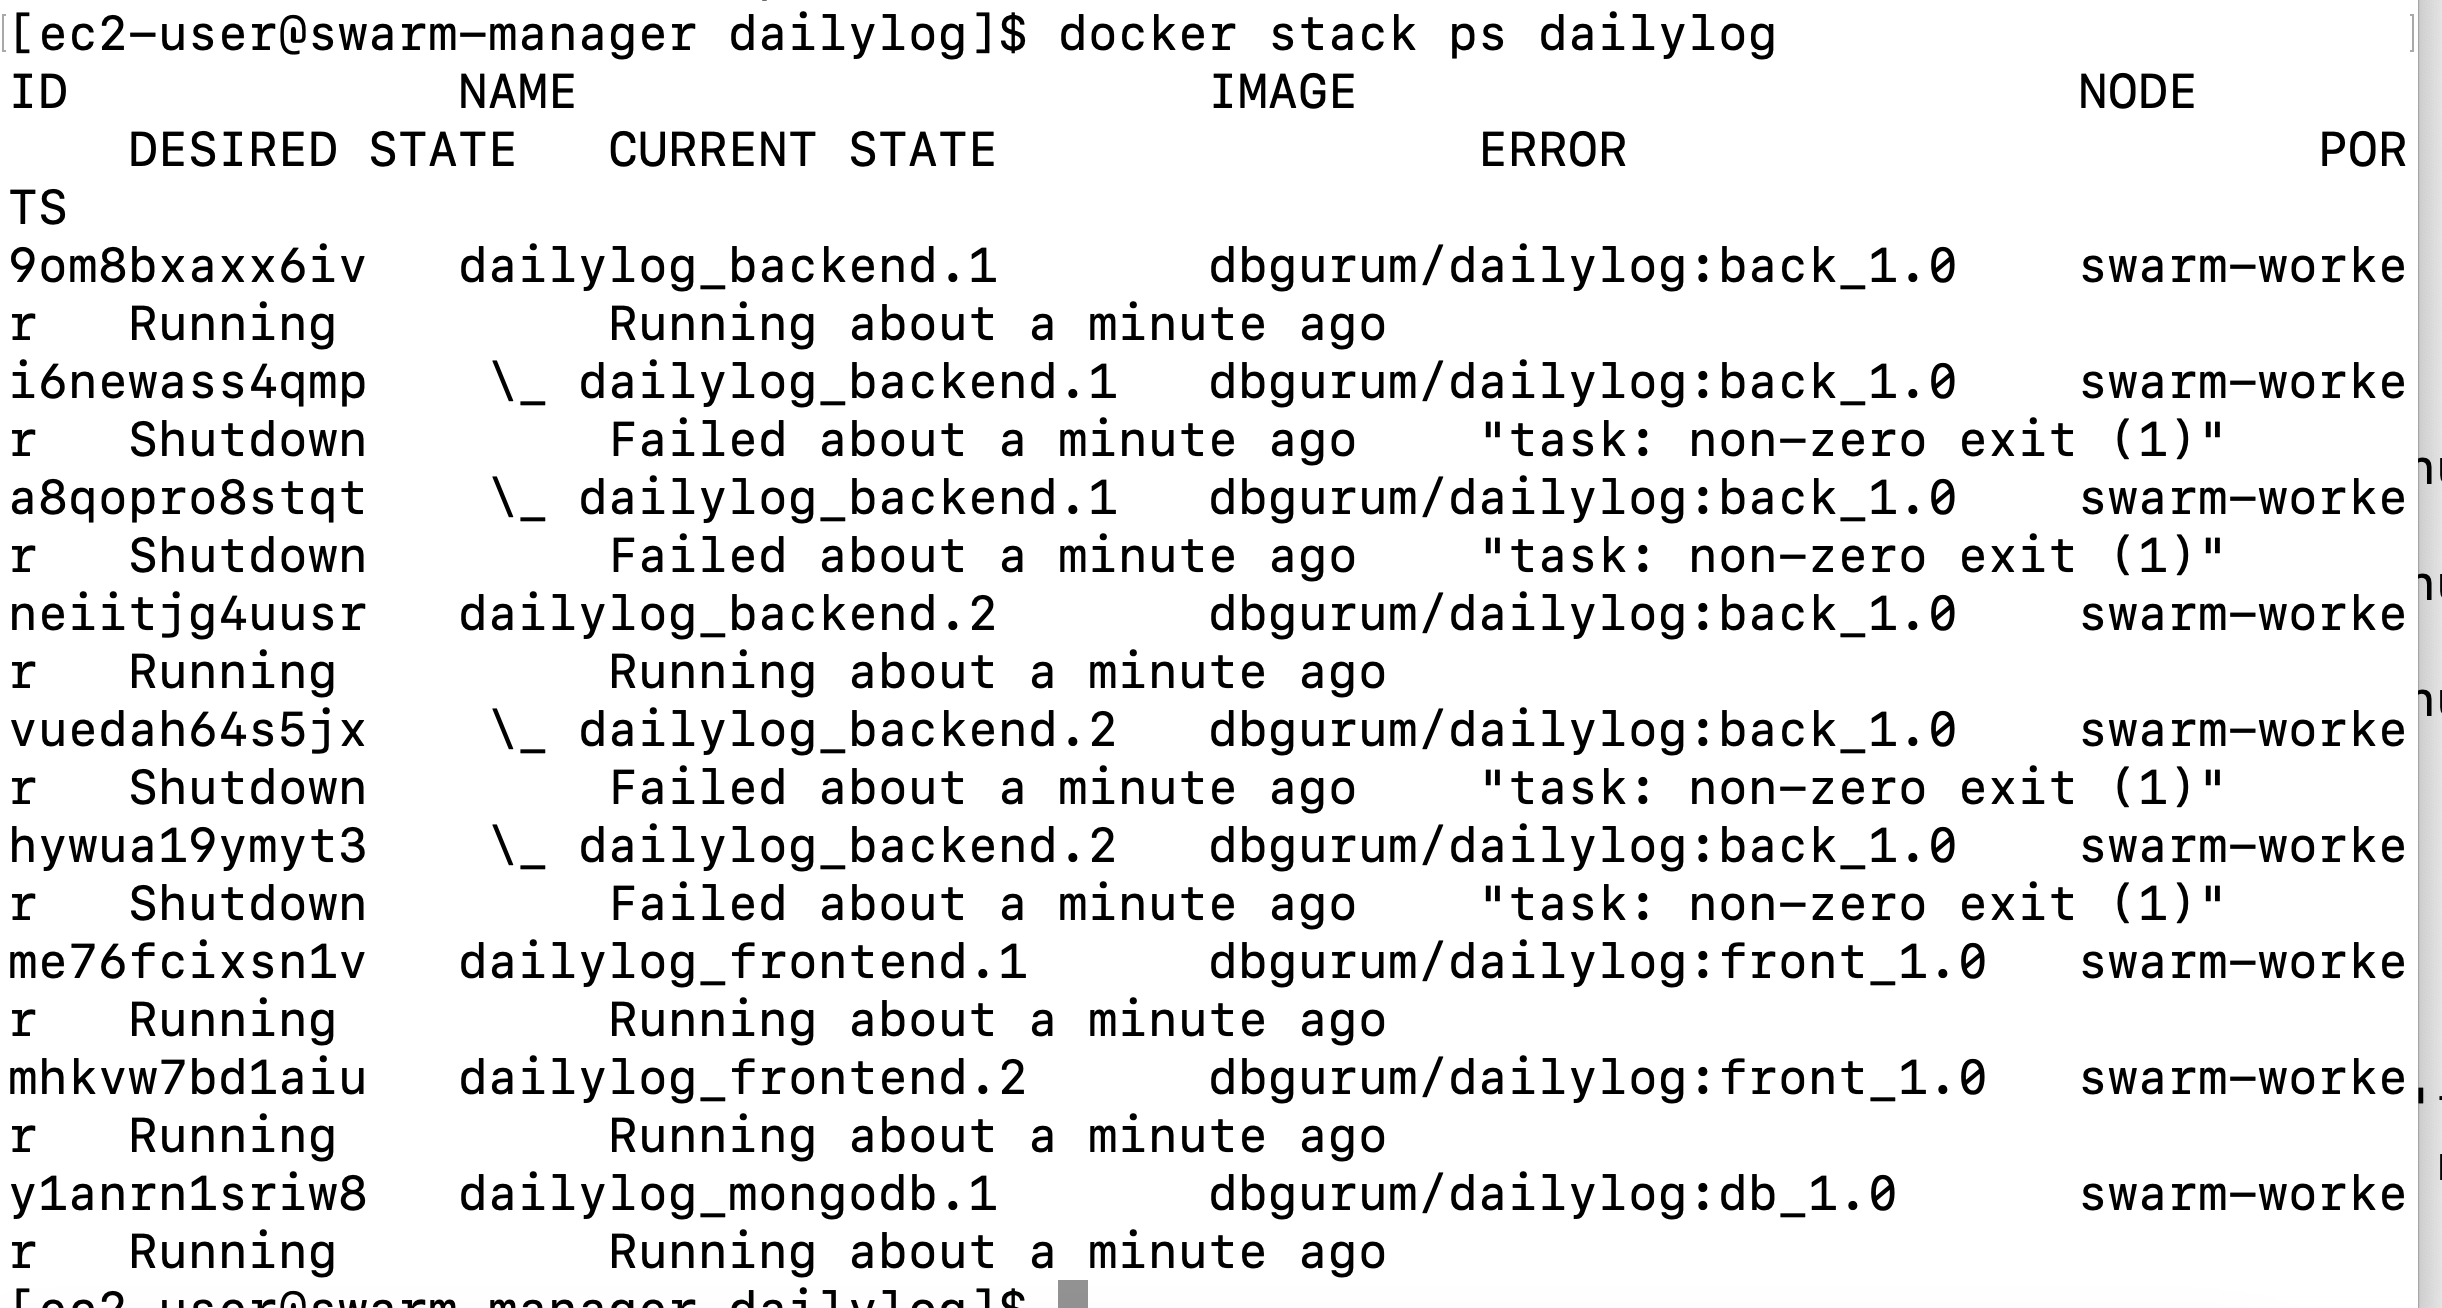 [ec2-user@swarm-manager dailylog]$ docker stack ps dailylog
ID             NAME                     IMAGE                        NODE
    DESIRED STATE   CURRENT STATE                ERROR                       POR
TS
9om8bxaxx6iv   dailylog_backend.1       dbgurum/dailylog:back_1.0    swarm-worke
r   Running         Running about a minute ago
i6newass4qmp    \_ dailylog_backend.1   dbgurum/dailylog:back_1.0    swarm-worke
r   Shutdown        Failed about a minute ago    "task: non-zero exit (1)"
a8qopro8stqt    \_ dailylog_backend.1   dbgurum/dailylog:back_1.0    swarm-worke
r   Shutdown        Failed about a minute ago    "task: non-zero exit (1)"
neiitjg4uusr   dailylog_backend.2       dbgurum/dailylog:back_1.0    swarm-worke
r   Running         Running about a minute ago
vuedah64s5jx    \_ dailylog_backend.2   dbgurum/dailylog:back_1.0    swarm-worke
r   Shutdown        Failed about a minute ago    "task: non-zero exit (1)"
hywua19ymyt3    \_ dailylog_backend.2   dbgurum/dailylog:back_1.0    swarm-worke
r   Shutdown        Failed about a minute ago    "task: non-zero exit (1)"
me76fcixsn1v   dailylog_frontend.1      dbgurum/dailylog:front_1.0   swarm-worke
r   Running         Running about a minute ago
mhkvw7bd1aiu   dailylog_frontend.2      dbgurum/dailylog:front_1.0   swarm-worke
r   Running         Running about a minute ago
y1anrn1sriw8   dailylog_mongodb.1       dbgurum/dailylog:db_1.0      swarm-worke
r   Running         Running about a minute ago
[ec2-user@swarm-manager dailylog]$